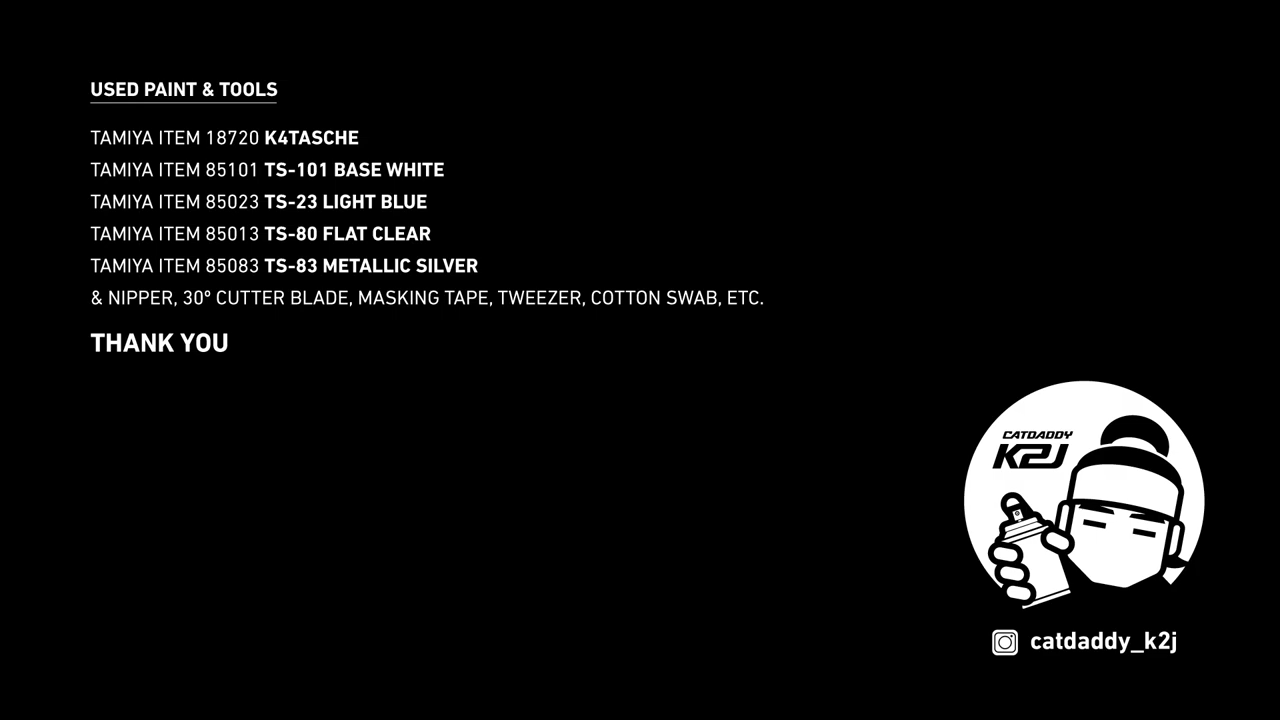 USED PAINT & TOOLS
TAMIYA ITEM 18720 K4TASCHE
TAMIYA ITEM 85101 TS-101 BASE WHITE
TAMIYA ITEM 85023 TS-23 LIGHT BLUE
TAMIYA ITEM 85013 TS-80 FLAT CLEAR
TAMIYA ITEM 85083 TS-83 METALLIC SILVER
& NIPPER, 30º CUTTER BLADE, MASKING TAPE, TWEEZER, COTTON SWAB, ETC.
THANK YOU
CATDADDY
K2J
catdaddy_k2j